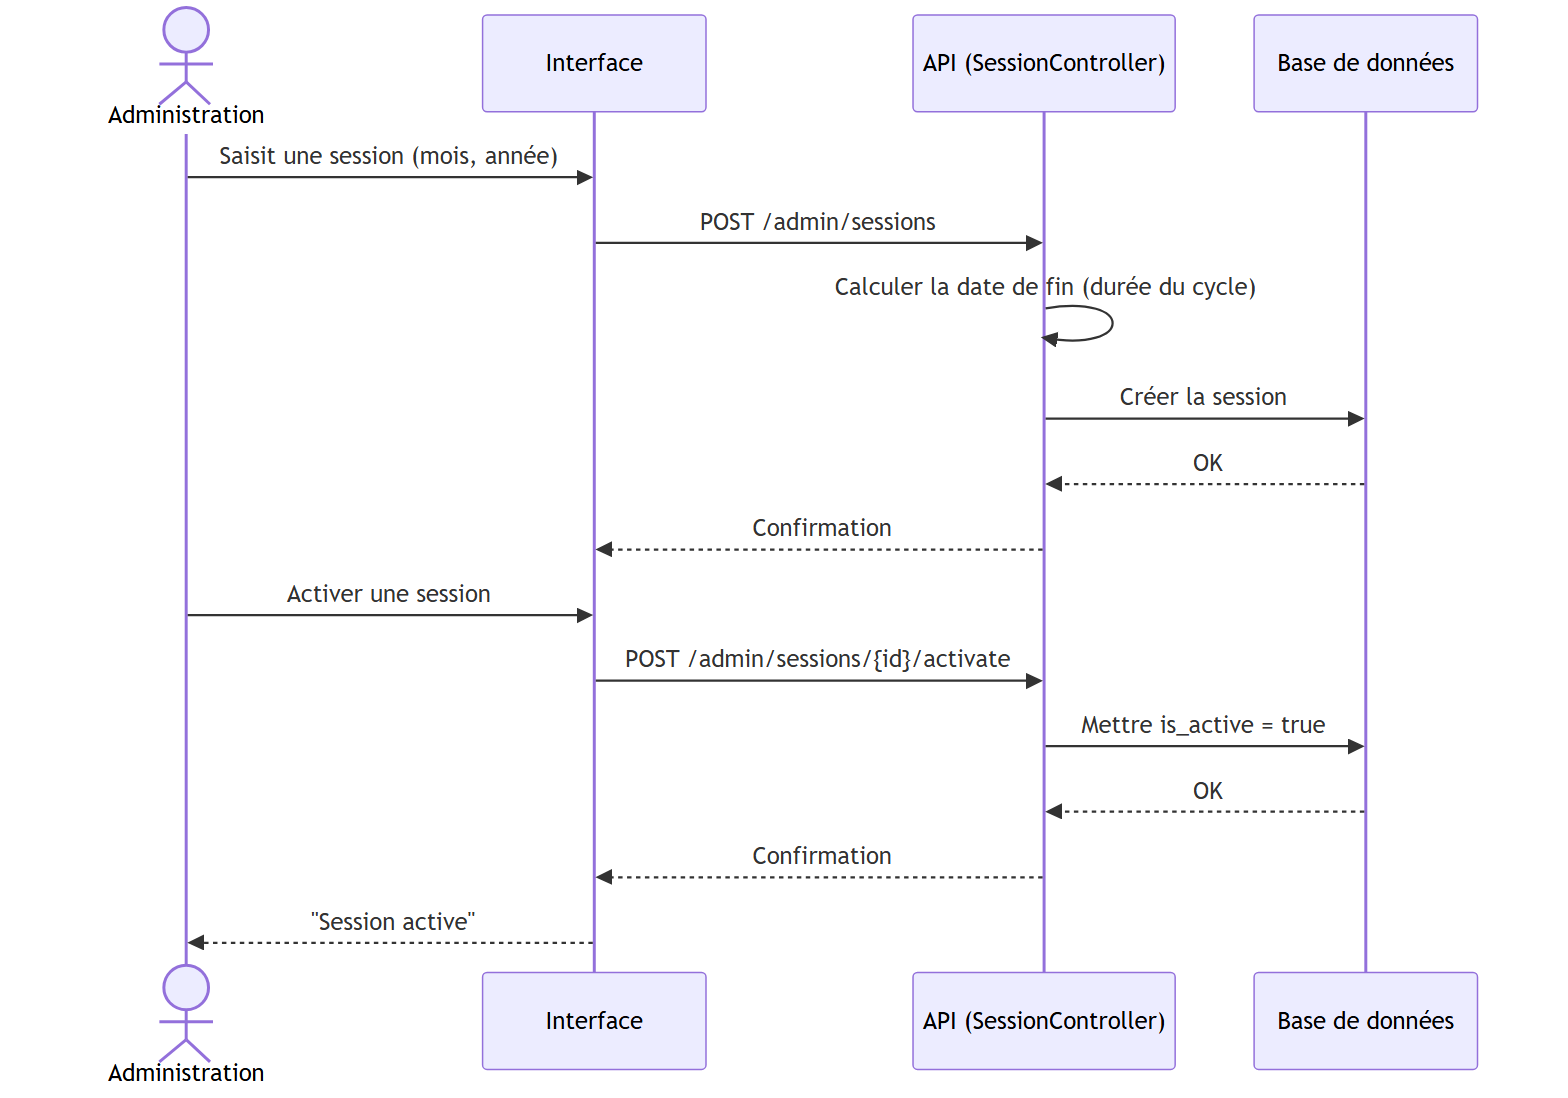 Administration
Interface
API (SessionController)
Base de données
Saisit une session (mois, année)
POST /admin/sessions
Calculer la date de fin (durée du cycle)
Créer la session
OK
Confirmation
Activer une session
POST /admin/sessions/{id}/activate
Mettre is_active = true
OK
Confirmation
"Session active"
Administration
Interface
API (SessionController)
Base de données